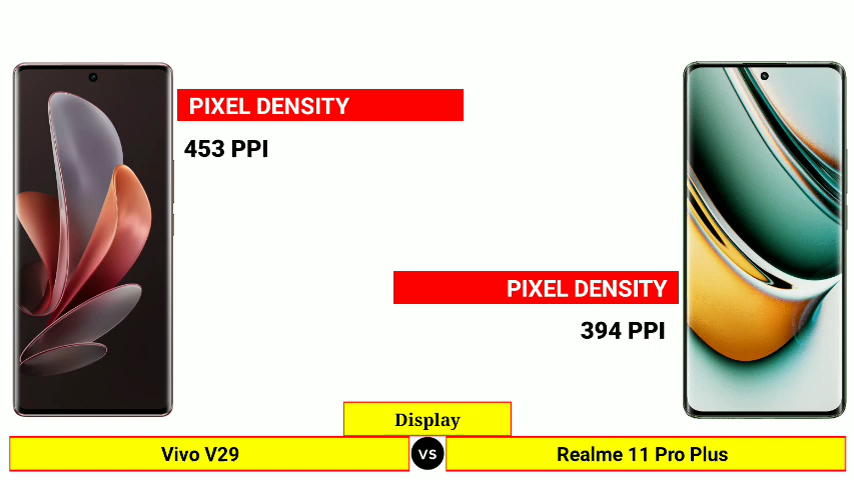 PIXEL DENSITY
453 PPI
PIXEL DENSITY
394 PPI
Display
Vivo V29
VS
Realme 11 Pro Plus